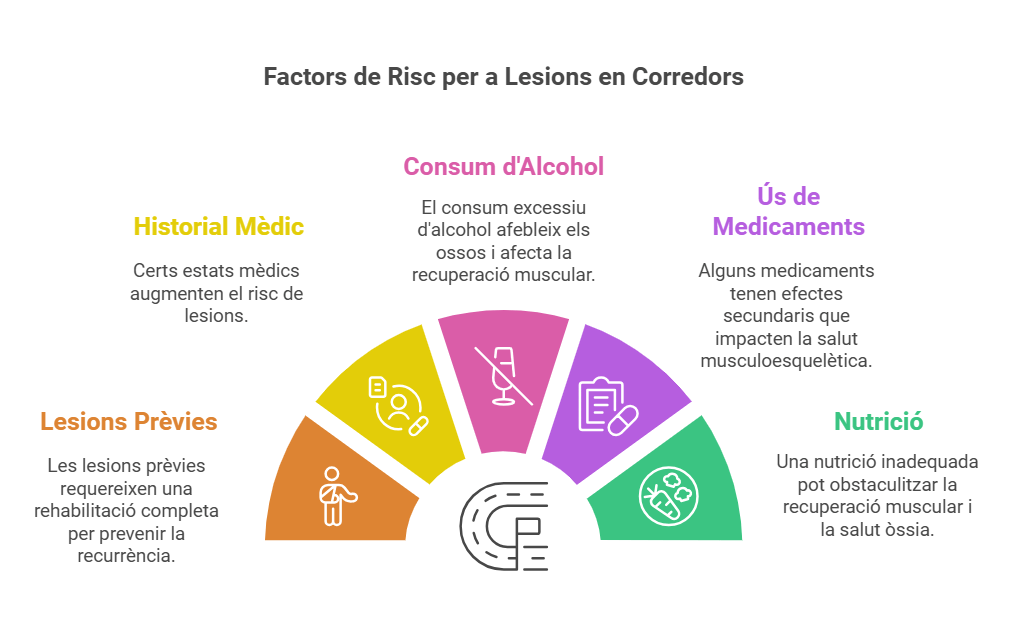 Factors de Risc per a Lesions en Corredors
Consum d'Alcohol
El consum excessiu
d'alcohol afebleix els
ossos i afecta la
recuperació muscular.
Historial Mèdic
Certs estats mèdics
augmenten el risc de
lesions.
Ús de
Medicaments
Alguns medicaments
tenen efectes
secundaris que
impacten la salut
musculoesquelètica.
Lesions Prèvies
Les lesions prèvies
requereixen una
rehabilitació completa
per prevenir la
recurrència.
Nutrició
Una nutrició inadequada
pot obstaculitzar la
recuperació muscular i
la salut òssia.